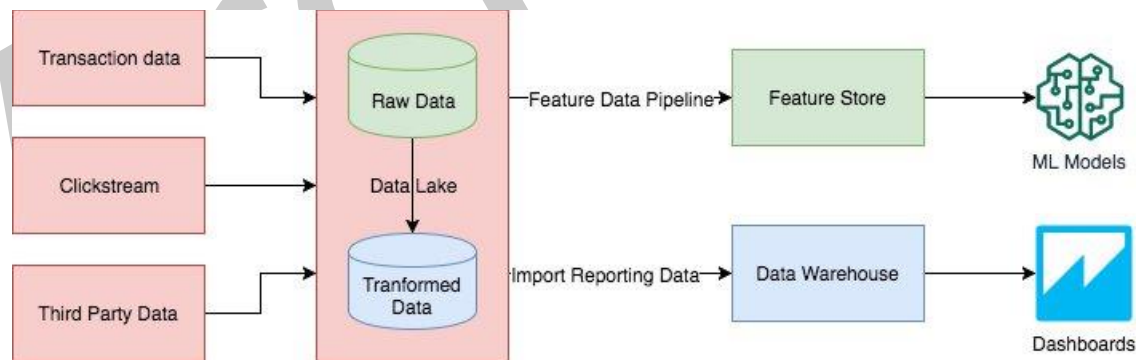 Transaction data
Clickstream
Third Party Data
Raw Data
Data Lake
Tranformed
Data
Feature Data Pipeline
Import Reporting Data
Feature Store
Data Warehouse
ML Models
Dashboards